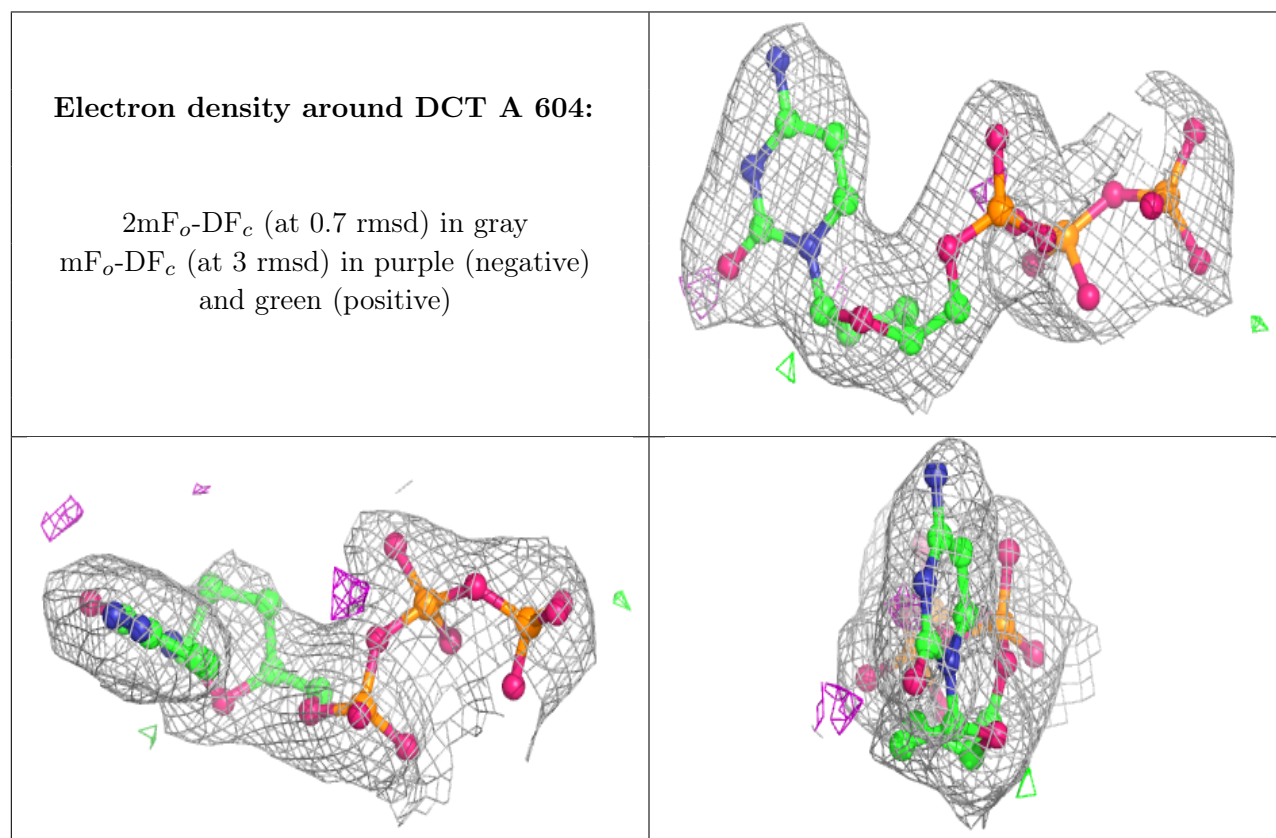 Electron density around DCT A 604:
2mFₒ-DF𝒸 (at 0.7 rmsd) in gray
mFₒ-DF𝒸 (at 3 rmsd) in purple (negative)
and green (positive)